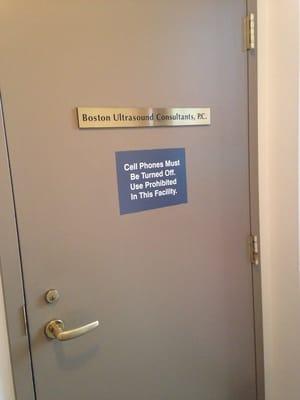 Boston Ultrasound Consultants, P.C.
Cell Phones Must
Be Turned Off.
Use Prohibited
In This Facility.